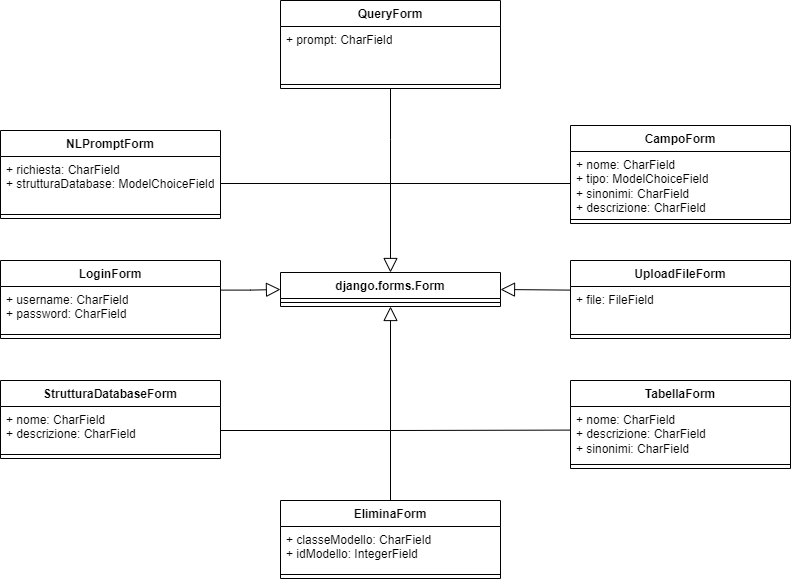 QueryForm
+ prompt: CharField
NLPromptForm
+ richiesta: CharField
+ strutturaDatabase: ModelChoiceField
CampoForm
+ nome: CharField
+ tipo: ModelChoiceField
+ sinonimi: CharField
+ descrizione: CharField
LoginForm
+ username: CharField
+ password: CharField
django.forms.Form
UploadFileForm
+ file: FileField
StrutturaDatabaseForm
+ nome: CharField
+ descrizione: CharField
TabellaForm
+ nome: CharField
+ descrizione: CharField
+ sinonimi: CharField
EliminaForm
+ classeModello: CharField
+ idModello: IntegerField